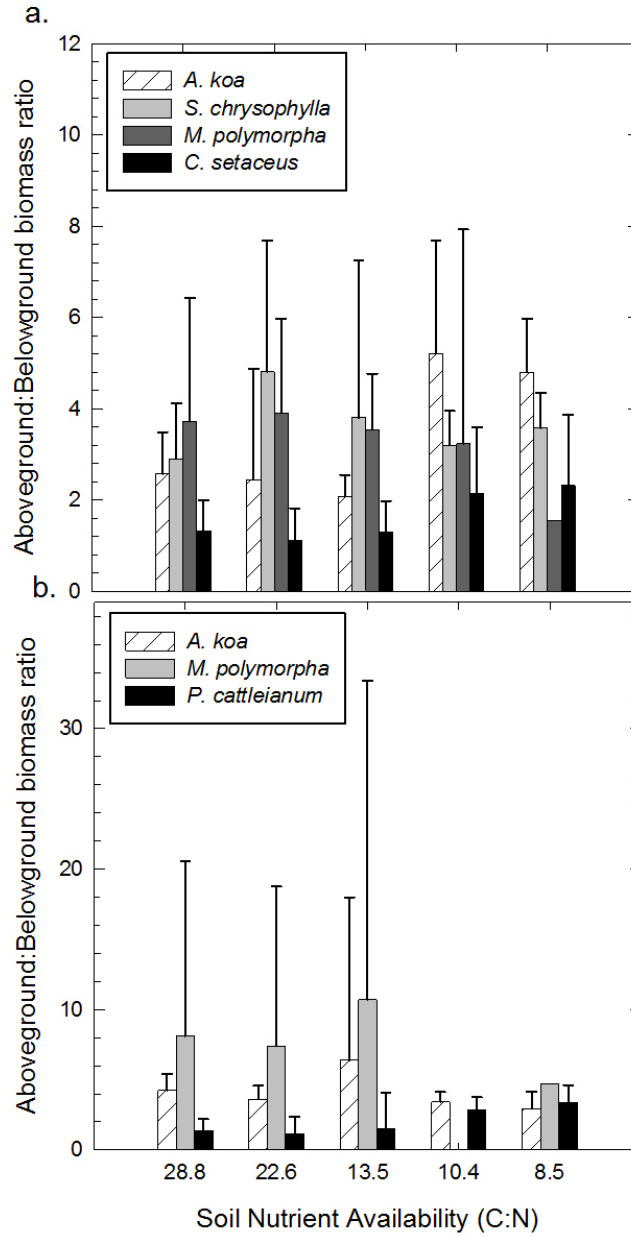 a.
12
10
8
6
4
2
0
Aboveground:Belowground biomass ratio
A. koa
S. chrysophylla
M. polymorpha
C. setaceus
b.
30
20
10
0
Aboveground:Belowground biomass ratio
A. koa
M. polymorpha
P. cattleianum
28.8 22.6 13.5 10.4 8.5
Soil Nutrient Availability (C:N)